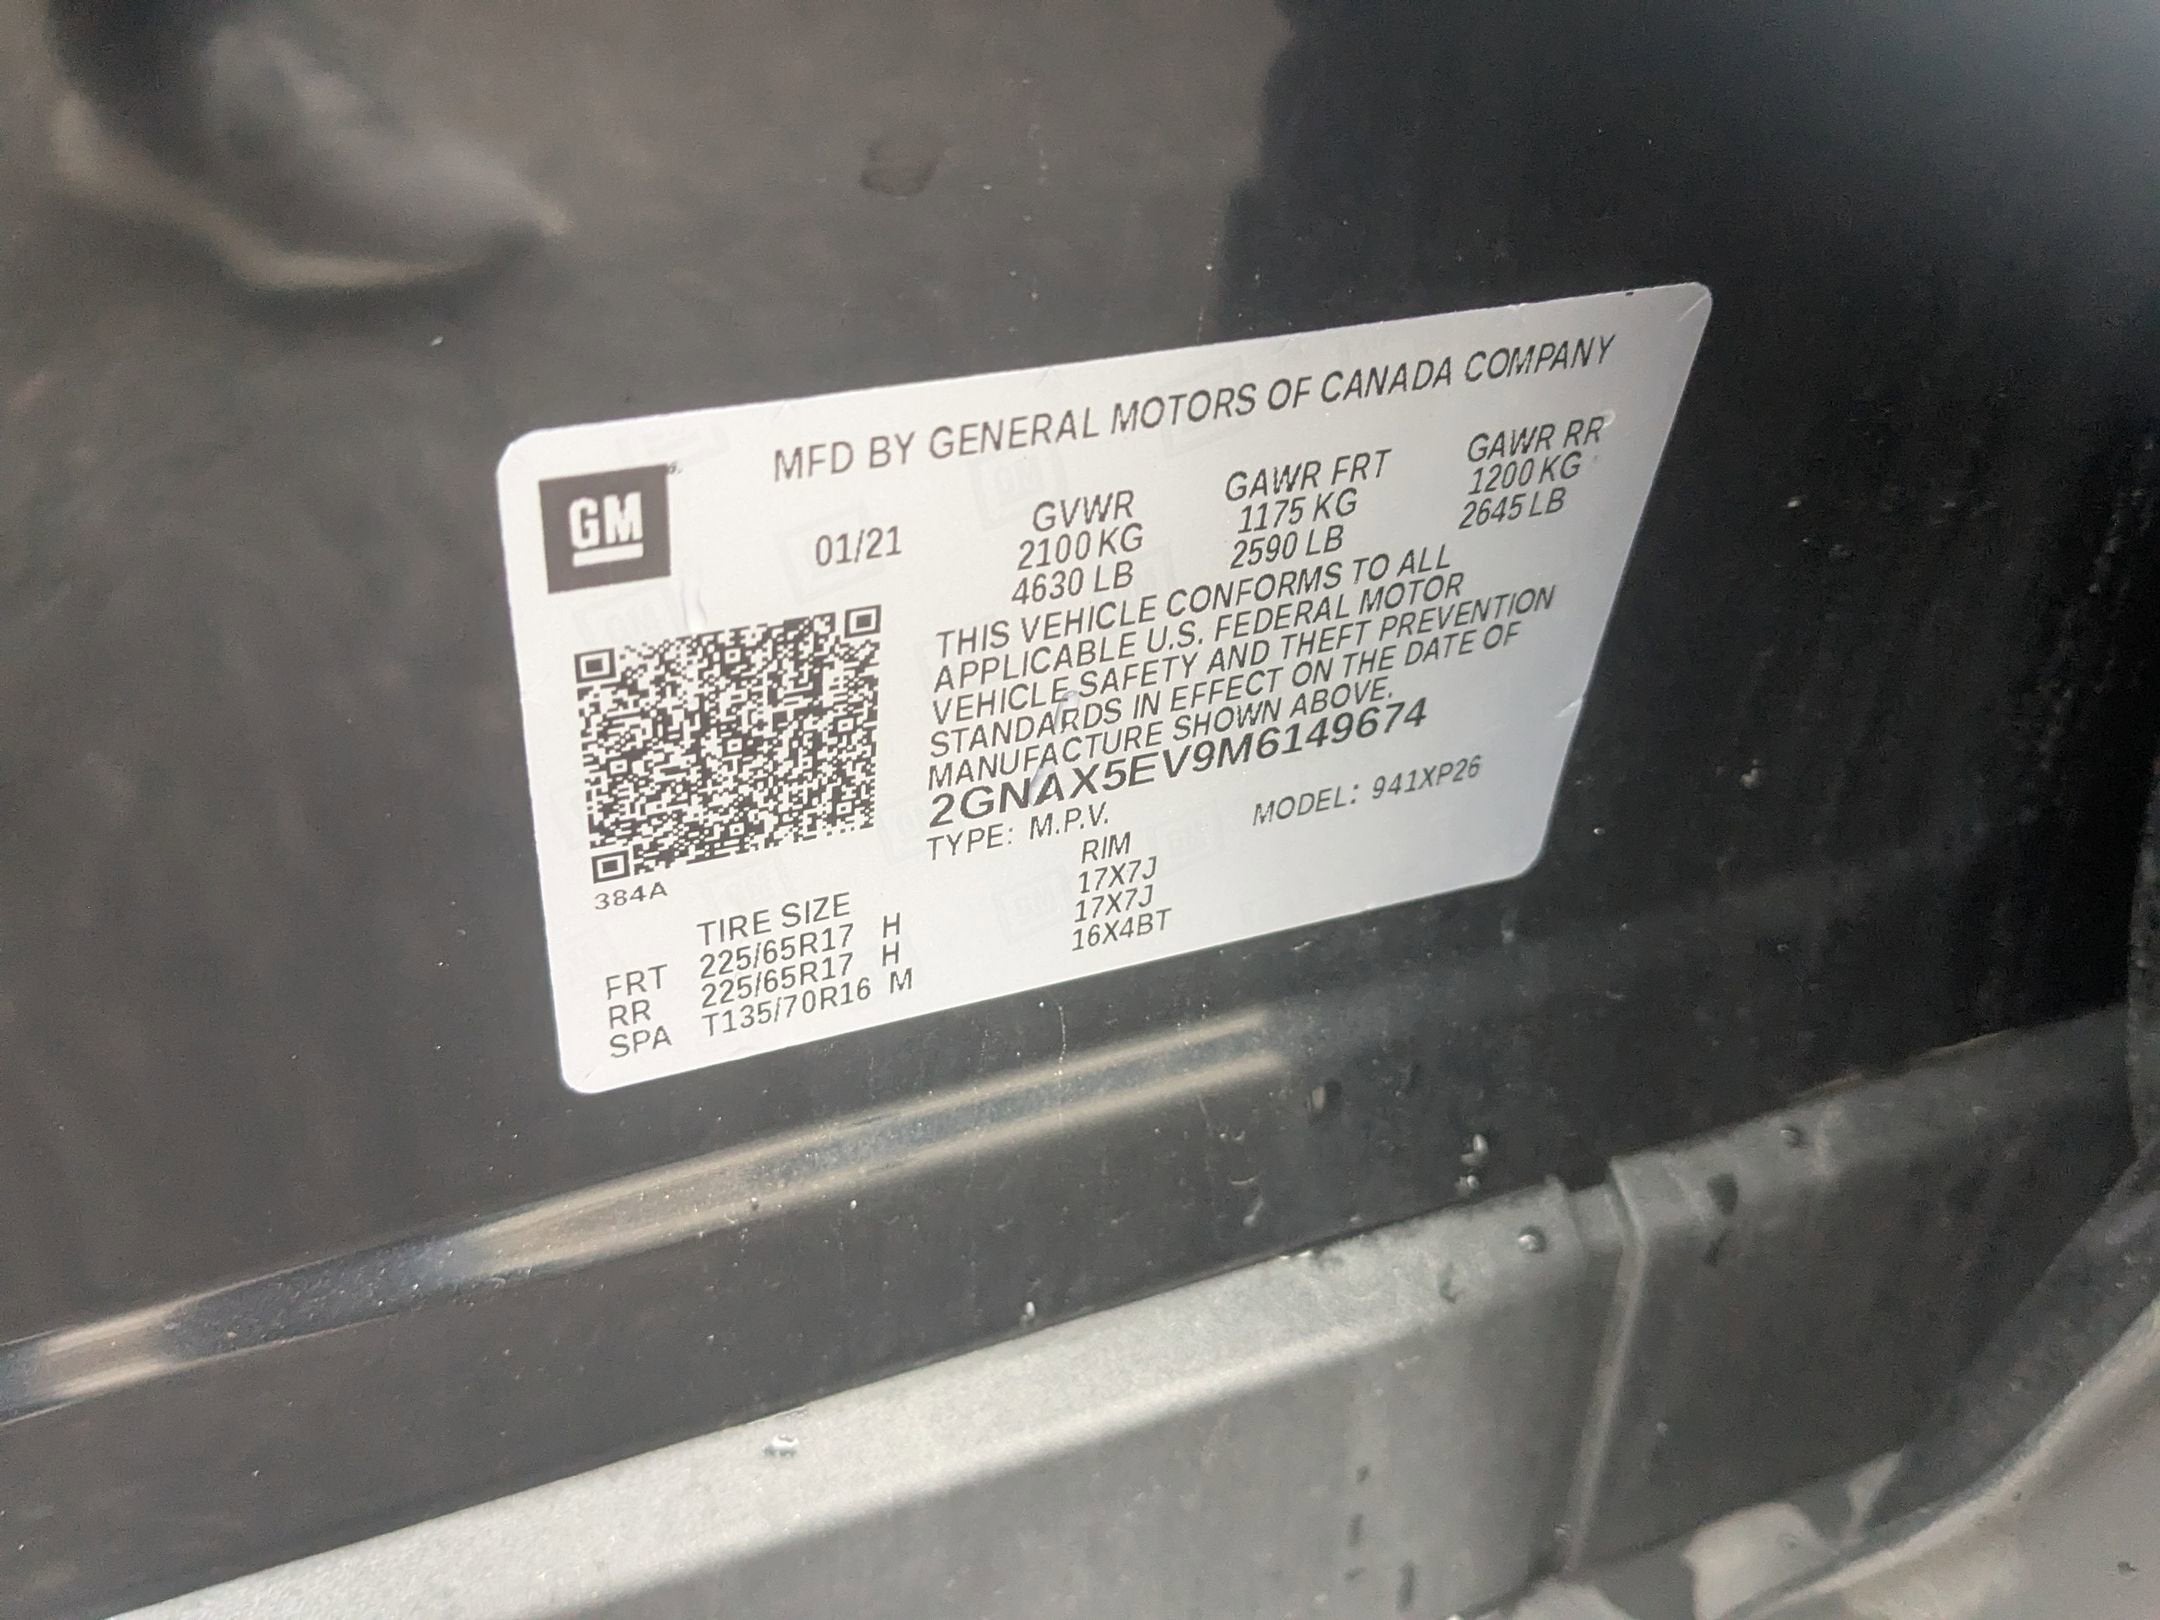 MFD BY GENERAL MOTORS OF CANADA COMPANY
GM
01/21
GVWR GAWR FRT GAWR RR
2100 KG 1175 KG 1200 KG
4630 LB 2590 LB 2645 LB
THIS VEHICLE CONFORMS TO ALL
APPLICABLE U.S. FEDERAL MOTOR
VEHICLE SAFETY AND THEFT PREVENTION
STANDARDS IN EFFECT ON THE DATE OF
MANUFACTURE SHOWN ABOVE.
2GNAX5EV9M6149674
TYPE: M.P.V. MODEL: 941XP26
384A
TIRE SIZE RIM
FRT 225/65R17 H 17X7J
RR 225/65R17 H 17X7J
SPA T135/70R16 M 16X4BT